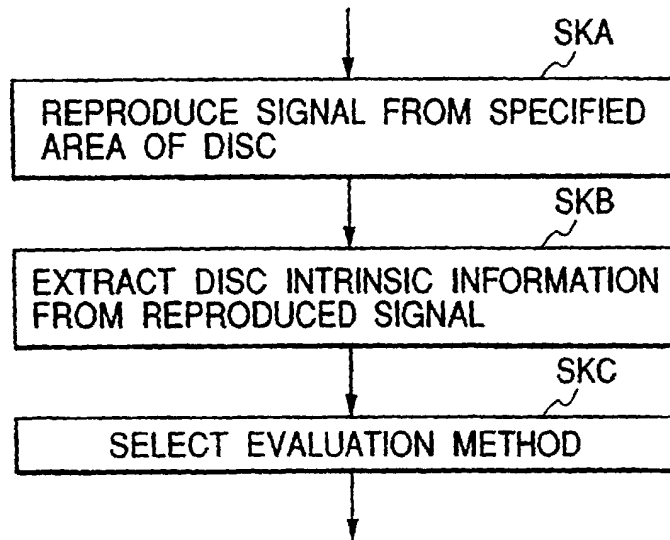 SKA
REPRODUCE SIGNAL FROM SPECIFIED
AREA OF DISC
SKB
EXTRACT DISC INTRINSIC INFORMATION
FROM REPRODUCED SIGNAL
SKC
SELECT EVALUATION METHOD